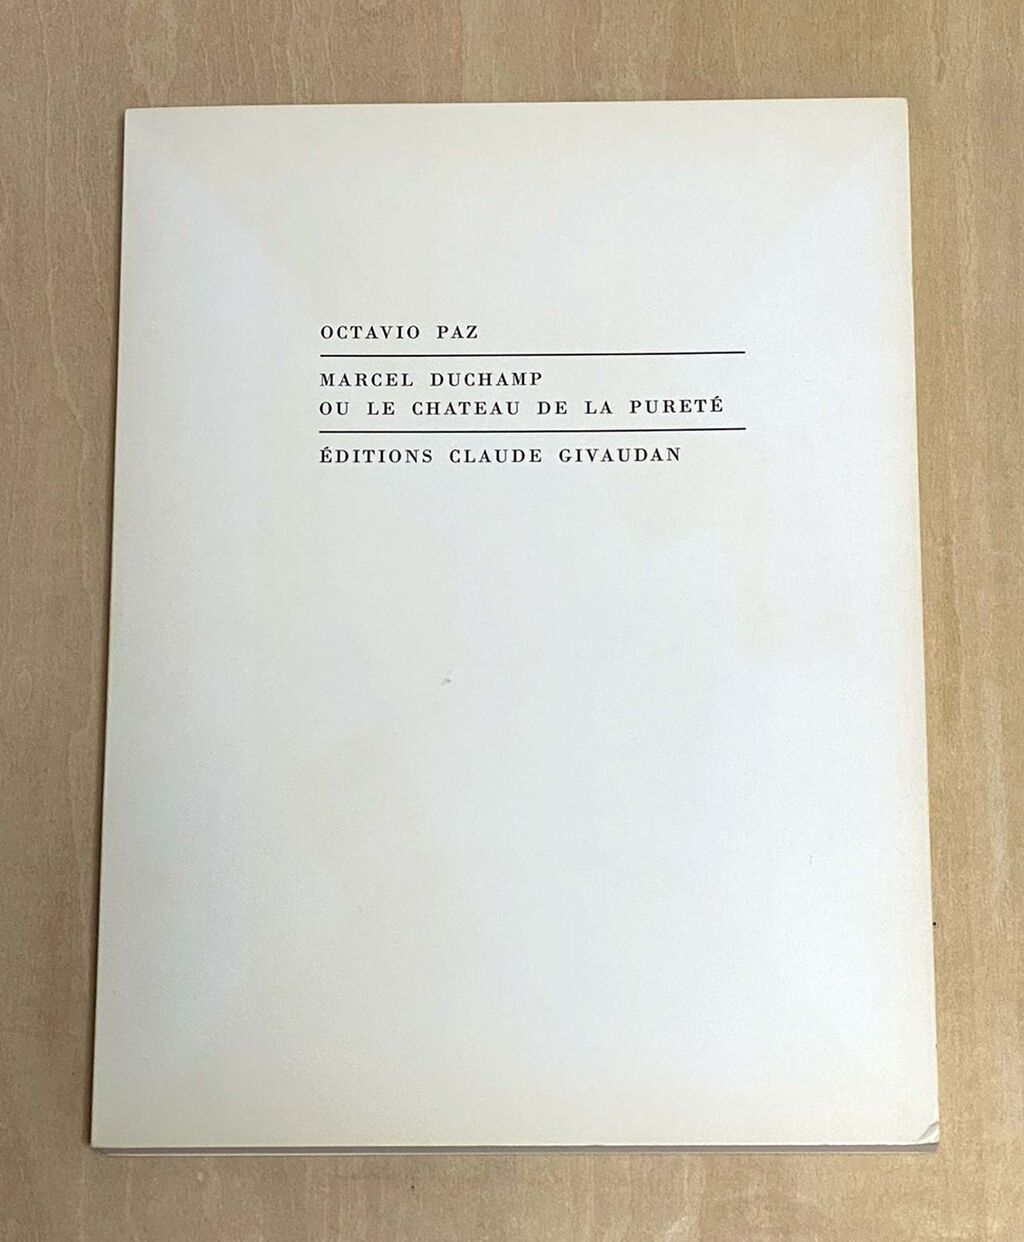 OCTAVIO PAZ
MARCEL DUCHAMP
OU LE CHATEAU DE LA PURETÉ
ÉDITIONS CLAUDE GIVAUDAN